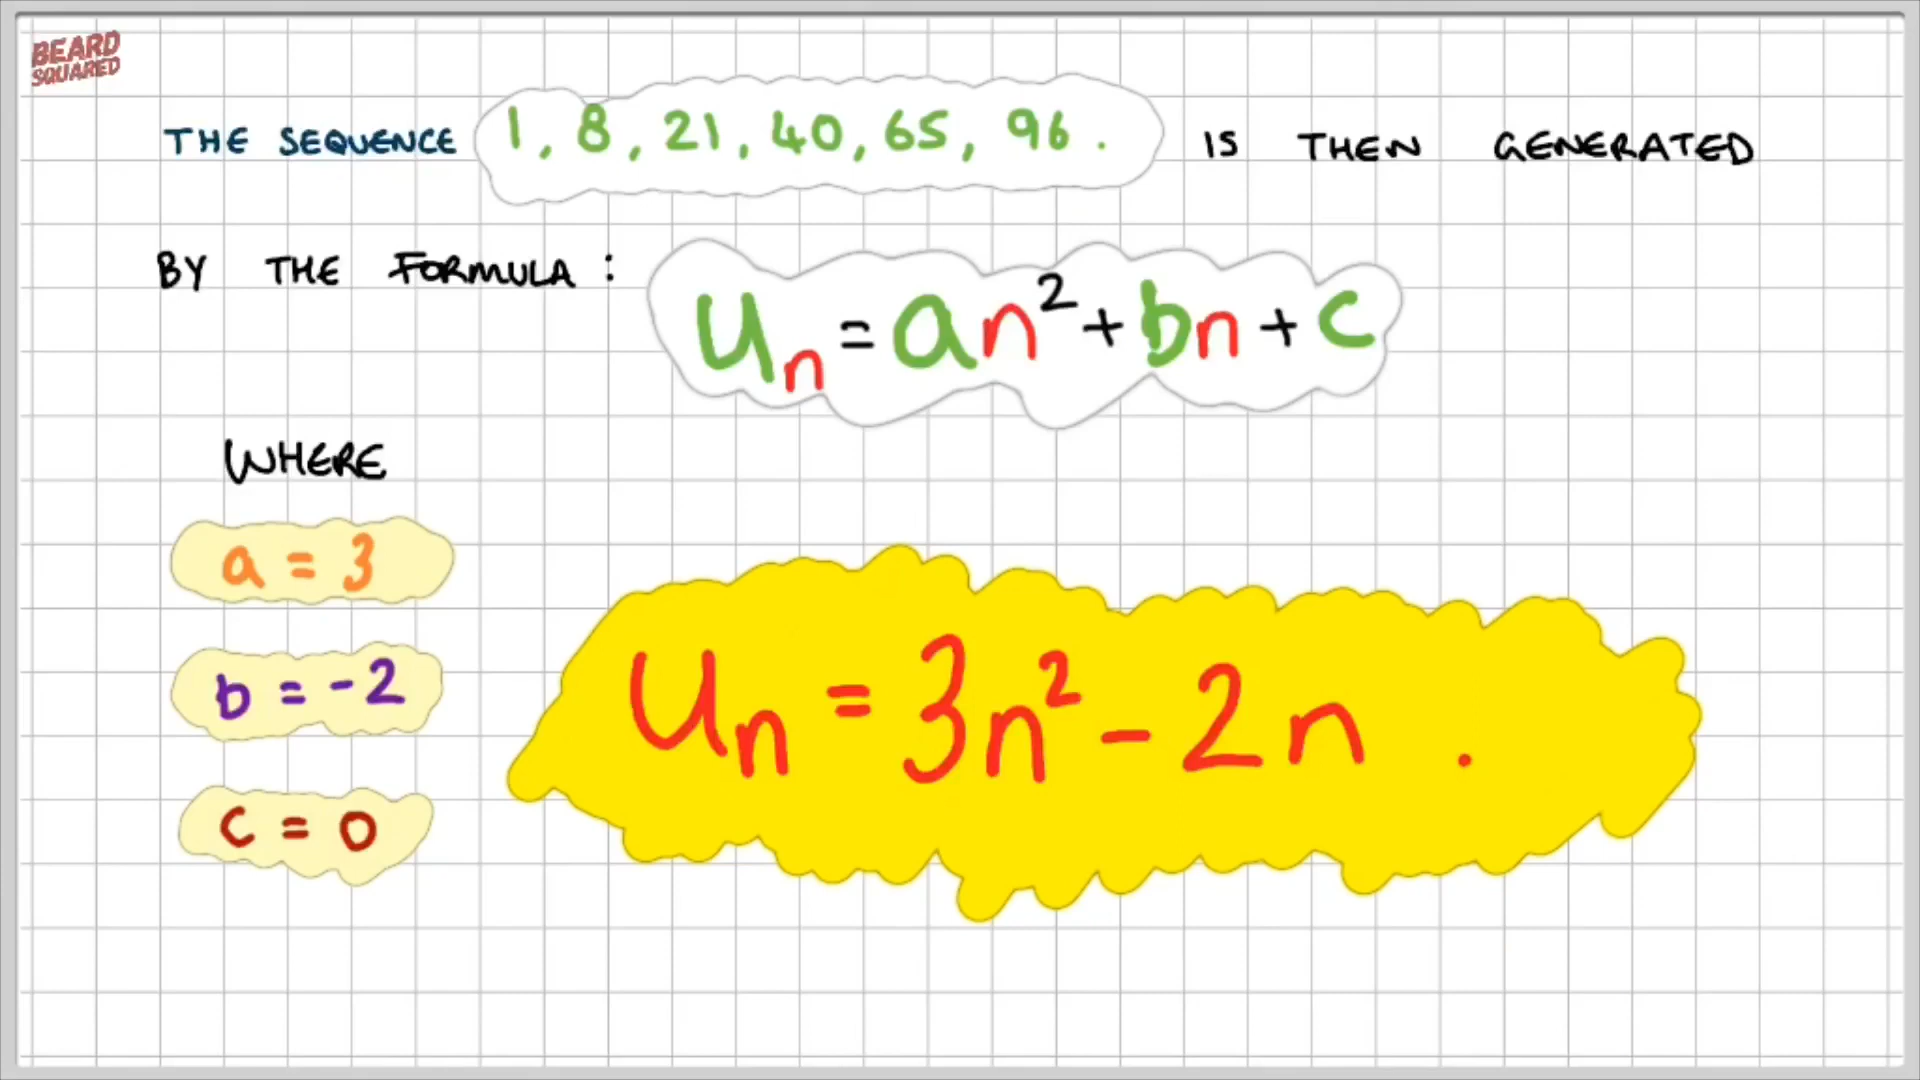 BEARD
SQUARED
THE SEQUENCE 1, 8, 21, 40, 65, 96. IS THEN GENERATED
BY THE FORMULA: uₙ = an² + bn + c
WHERE
a = 3
b = -2
c = 0
uₙ = 3n² - 2n.